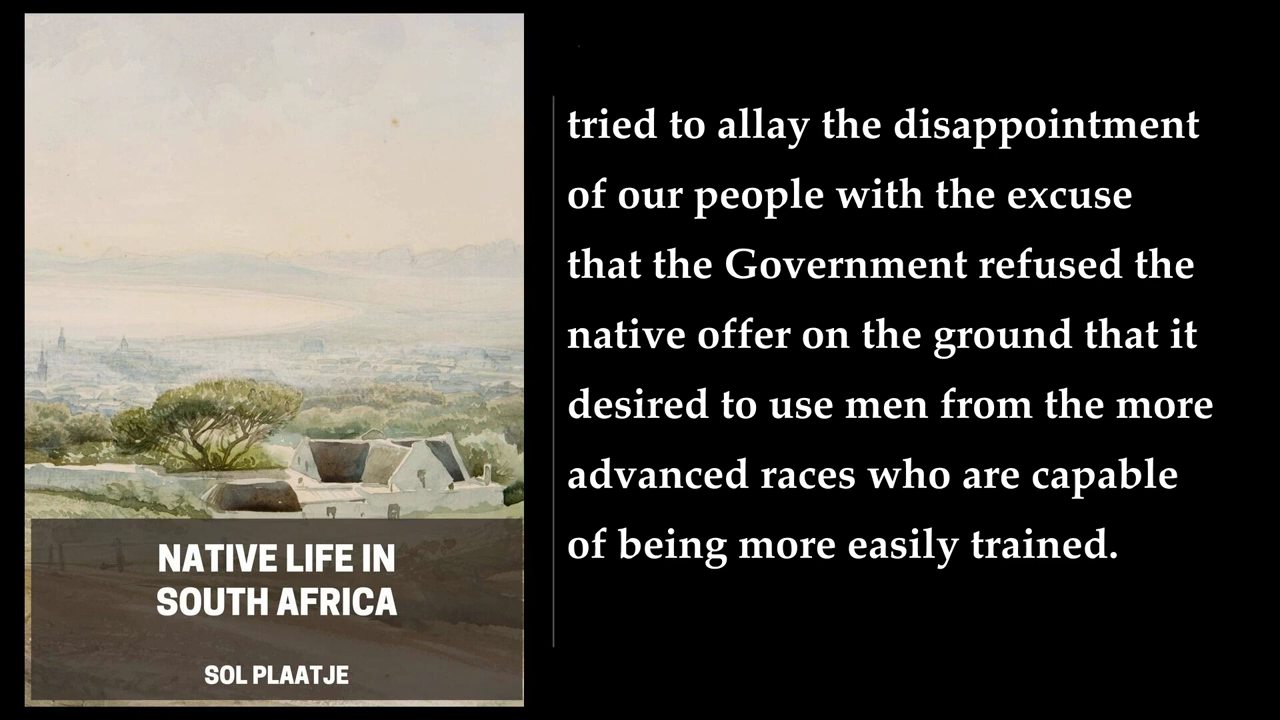 NATIVE LIFE IN
SOUTH AFRICA
SOL PLAATJE
tried to allay the disappointment
of our people with the excuse
that the Government refused the
native offer on the ground that it
desired to use men from the more
advanced races who are capable
of being more easily trained.